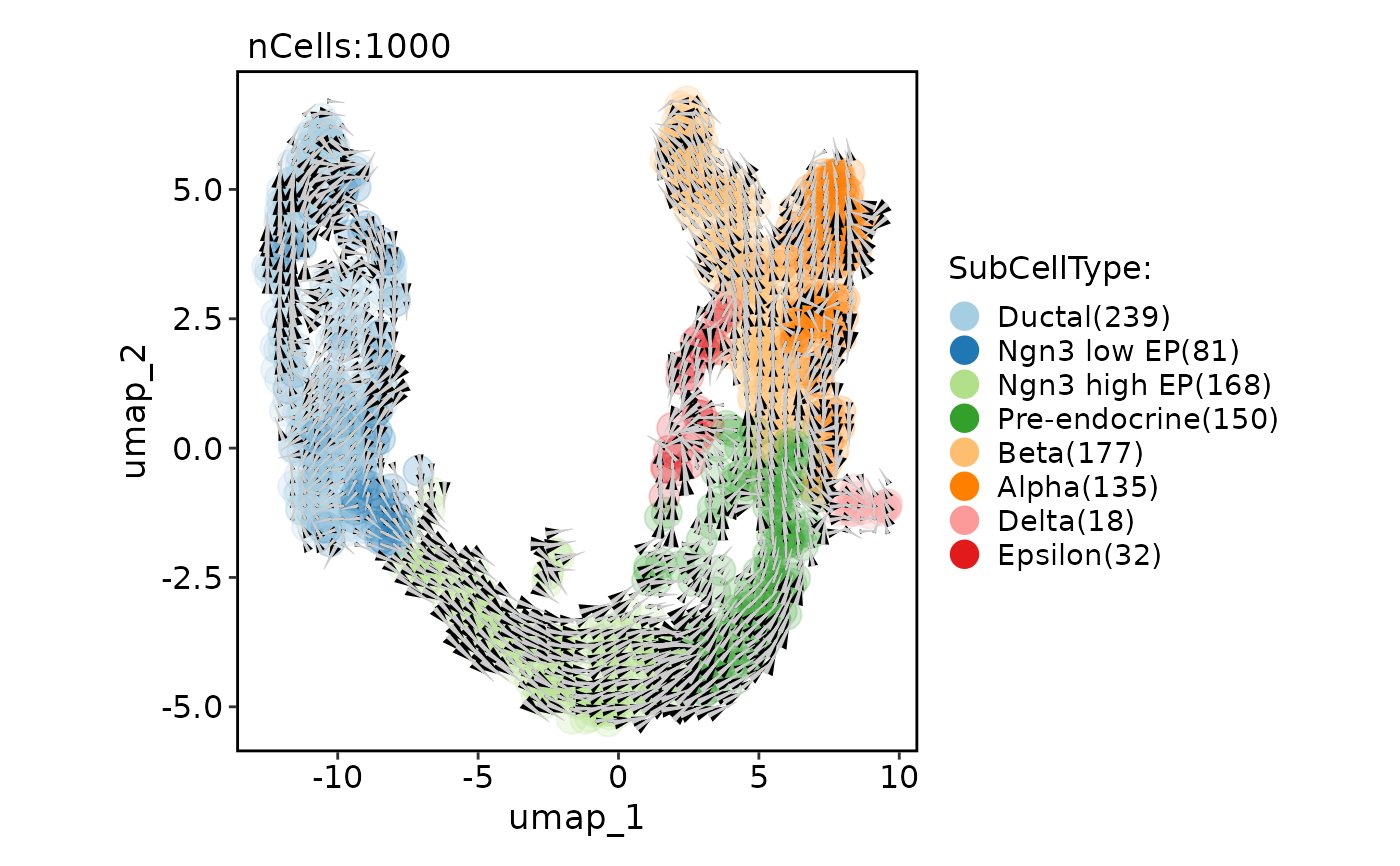 nCells:1000
5.0
2.5
0.0
-2.5
-5.0
umap_2
-10
-5
0
5
10
umap_1
SubCellType:
Ductal(239)
Ngn3 low EP(81)
Ngn3 high EP(168)
Pre-endocrine(150)
Beta(177)
Alpha(135)
Delta(18)
Epsilon(32)